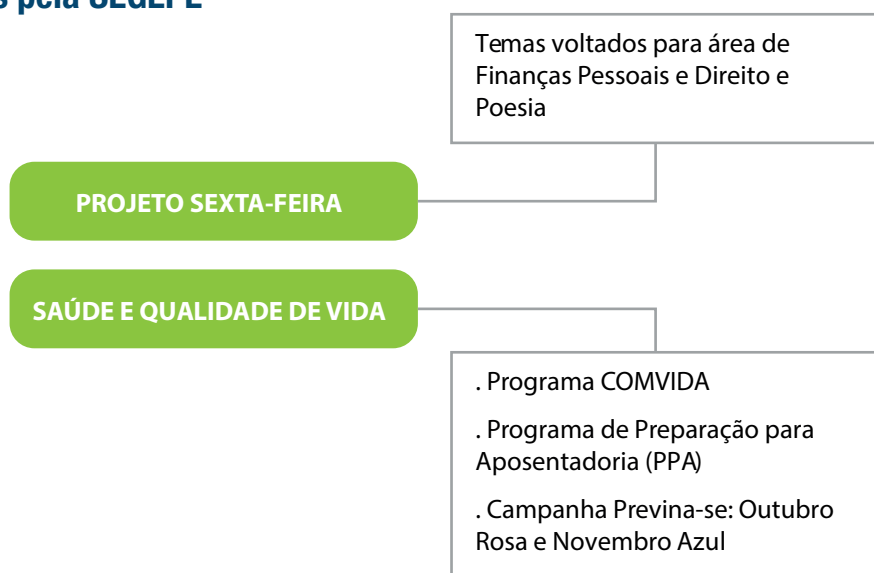 Temas voltados para área de
Finanças Pessoais e Direito e
Poesia
PROJETO SEXTA-FEIRA
SAÚDE E QUALIDADE DE VIDA
. Programa COMVIDA
. Programa de Preparação para
Aposentadoria (PPA)
. Campanha Previna-se: Outubro
Rosa e Novembro Azul